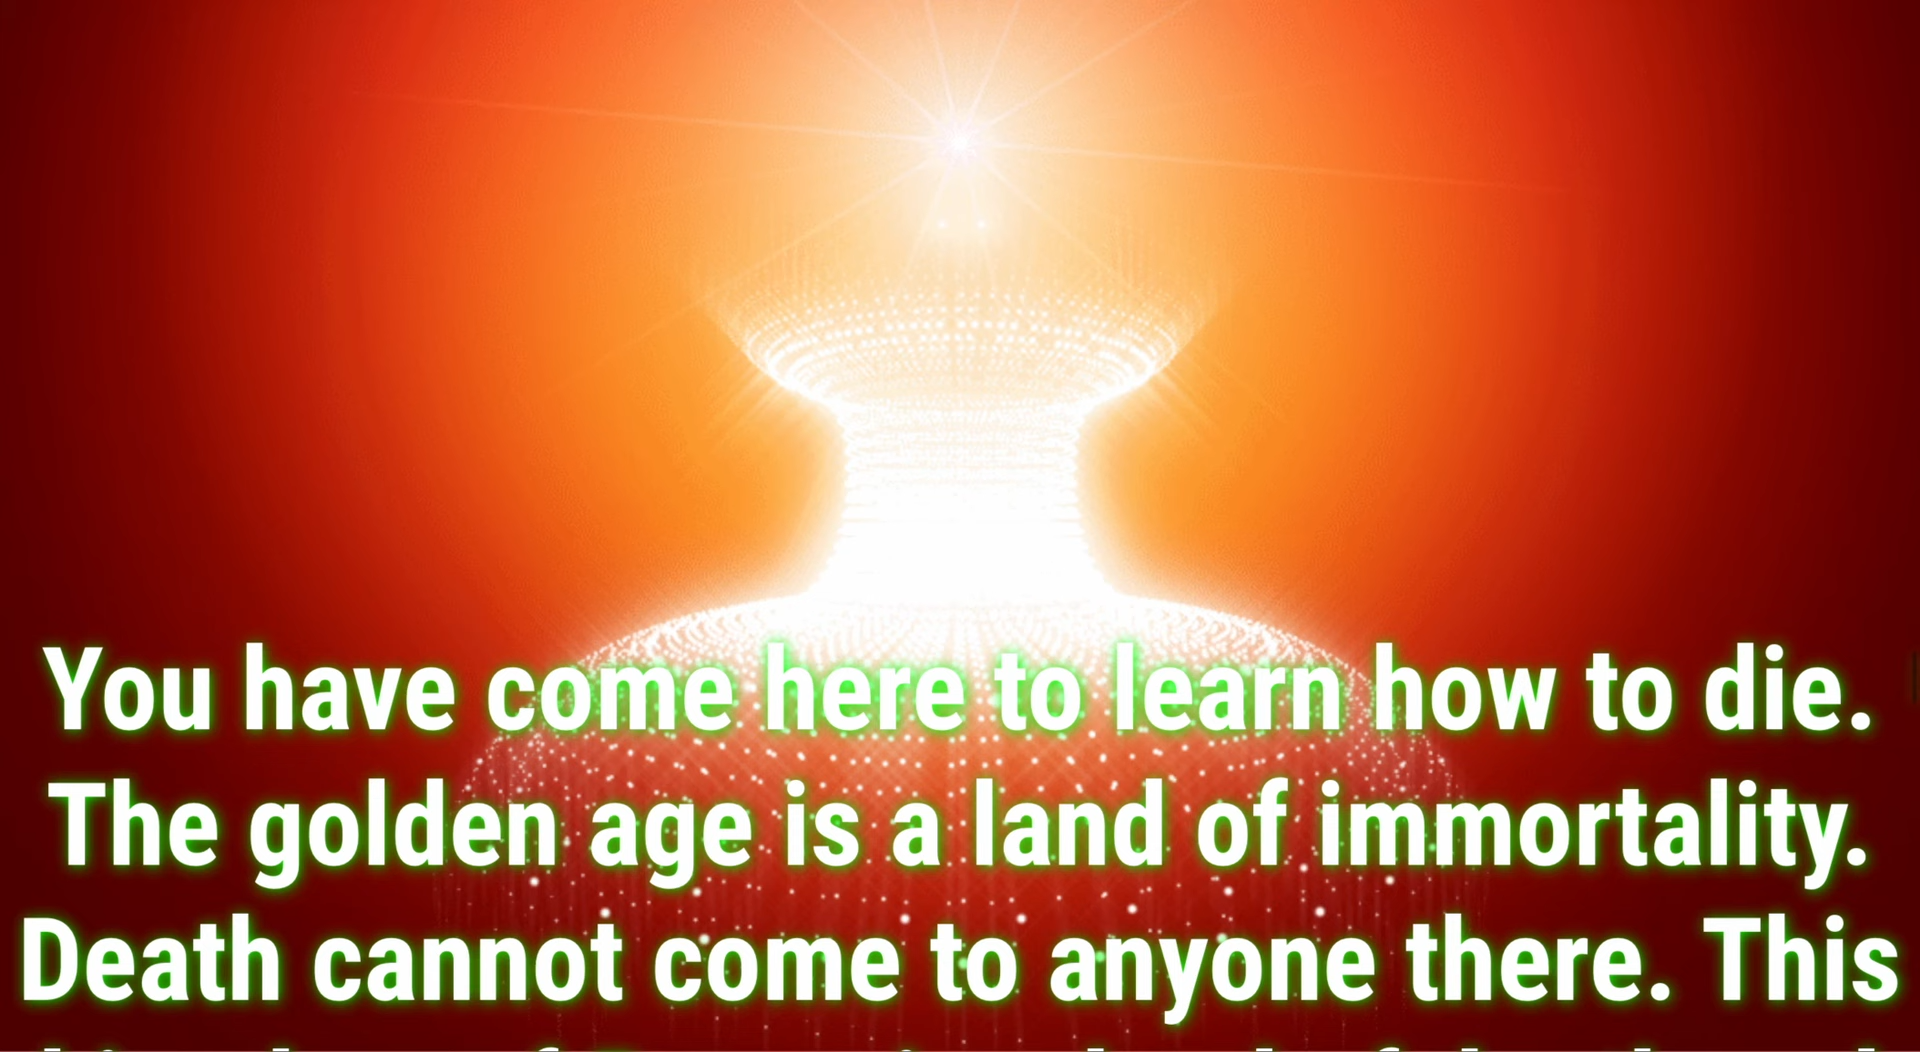 You have come here to learn how to die.
The golden age is a land of immortality.
Death cannot come to anyone there. This